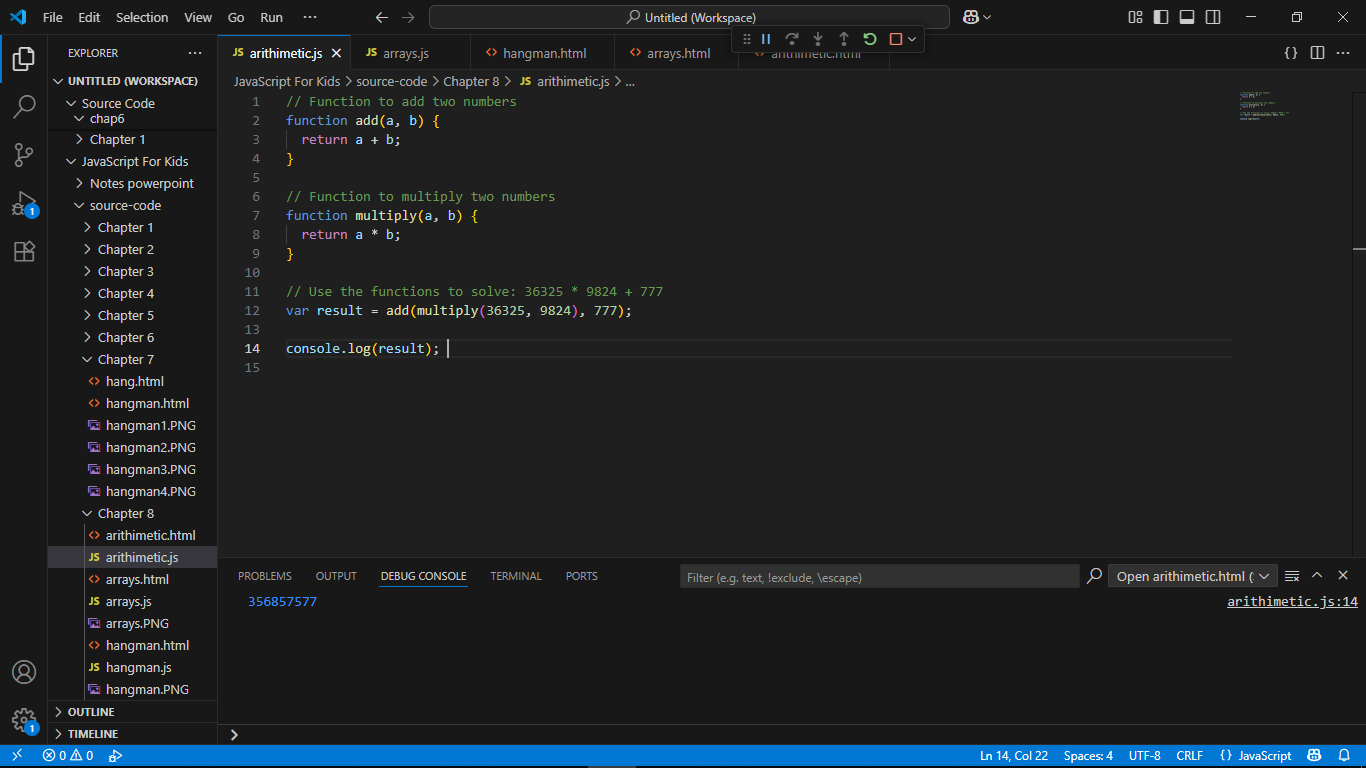 File Edit Selection View Go Run ··· Untitled (Workspace)
EXPLORER ···
UNTITLED (WORKSPACE)
Source Code
chap6
Chapter 1
JavaScript For Kids
Notes powerpoint
source-code
Chapter 1
Chapter 2
Chapter 3
Chapter 4
Chapter 5
Chapter 6
Chapter 7
hang.html
hangman.html
hangman1.PNG
hangman2.PNG
hangman3.PNG
hangman4.PNG
Chapter 8
arithimetic.html
JS arithimetic.js
arrays.html
JS arrays.js
arrays.PNG
hangman.html
JS hangman.js
hangman.PNG
OUTLINE
TIMELINE
1
1
JS arithimetic.js JS arrays.js hangman.html arrays.html arithimetic.html
JavaScript For Kids > source-code > Chapter 8 > JS arithimetic.js > ...
1 // Function to add two numbers
2 function add(a, b) {
3 return a + b;
4 }
5
6 // Function to multiply two numbers
7 function multiply(a, b) {
8 return a * b;
9 }
10
11 // Use the functions to solve: 36325 * 9824 + 777
12 var result = add(multiply(36325, 9824), 777);
13
14 console.log(result);
15
PROBLEMS OUTPUT DEBUG CONSOLE TERMINAL PORTS Filter (e.g. text, !exclude, \escape) Open arithimetic.html (
356857577 arithimetic.js:14
0 0 Ln 14, Col 22 Spaces: 4 UTF-8 CRLF {} JavaScript